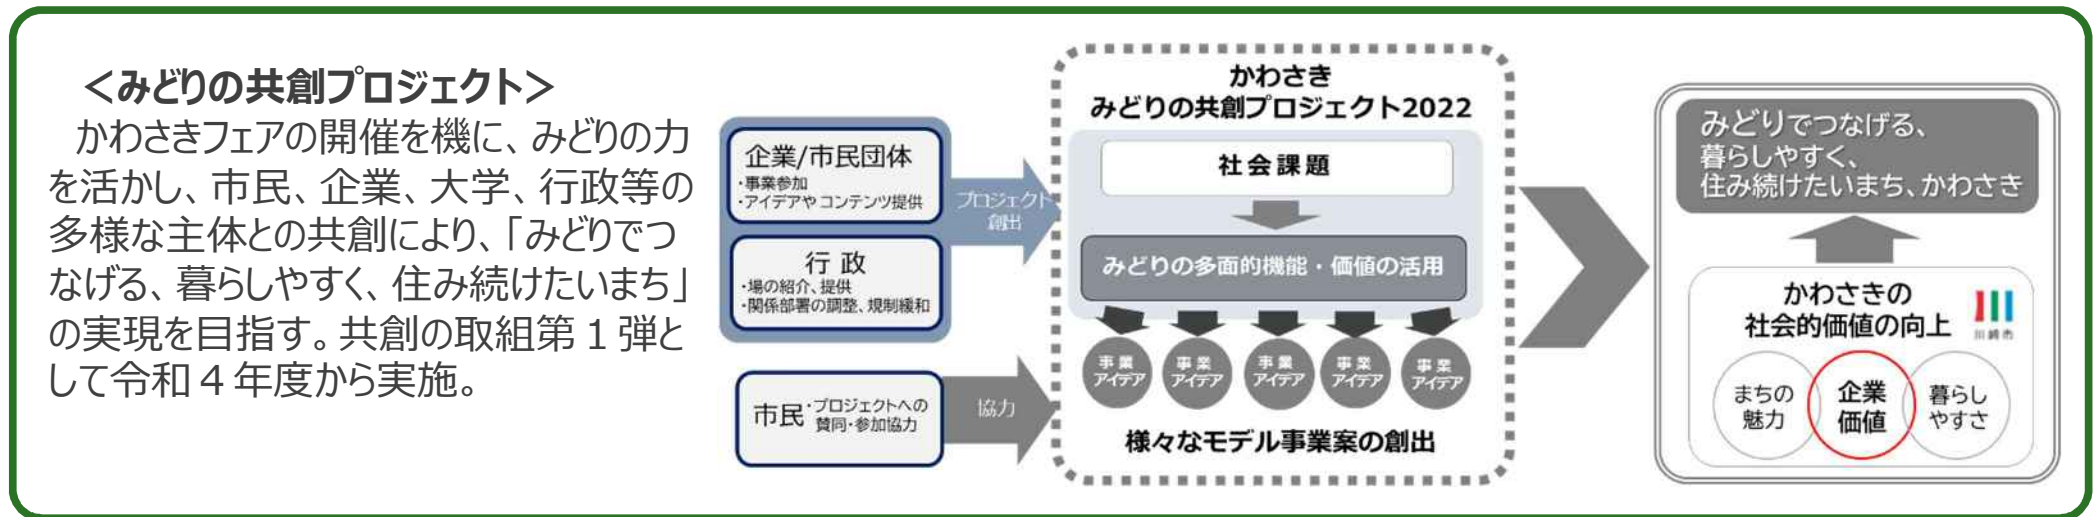 ＜みどりの共創プロジェクト＞
かわさきフェアの開催を機に、みどりの力
を活かし、市民、企業、大学、行政等の
多様な主体との共創により、「みどりでつ
なげる、暮らしやすく、住み続けたいまち」
の実現を目指す。共創の取組第１弾と
して令和４年度から実施。
企業/市民団体
・事業参加
・アイデアや コンテンツ提供
行 政
・場の紹介、提供
・関係部署の調整、規制緩和
プロジェクト
創出
市民
・プロジェクトへの
賛同・参加協力
協力
かわさき
みどりの共創プロジェクト2022
社会課題
みどりの多面的機能・価値の活用
事業
アイデア
事業
アイデア
事業
アイデア
事業
アイデア
事業
アイデア
様々なモデル事業案の創出
みどりでつなげる、
暮らしやすく、
住み続けたいまち、かわさき
かわさきの
社会的価値の向上
川崎市
まちの
魅力
企業
価値
暮らし
やすさ